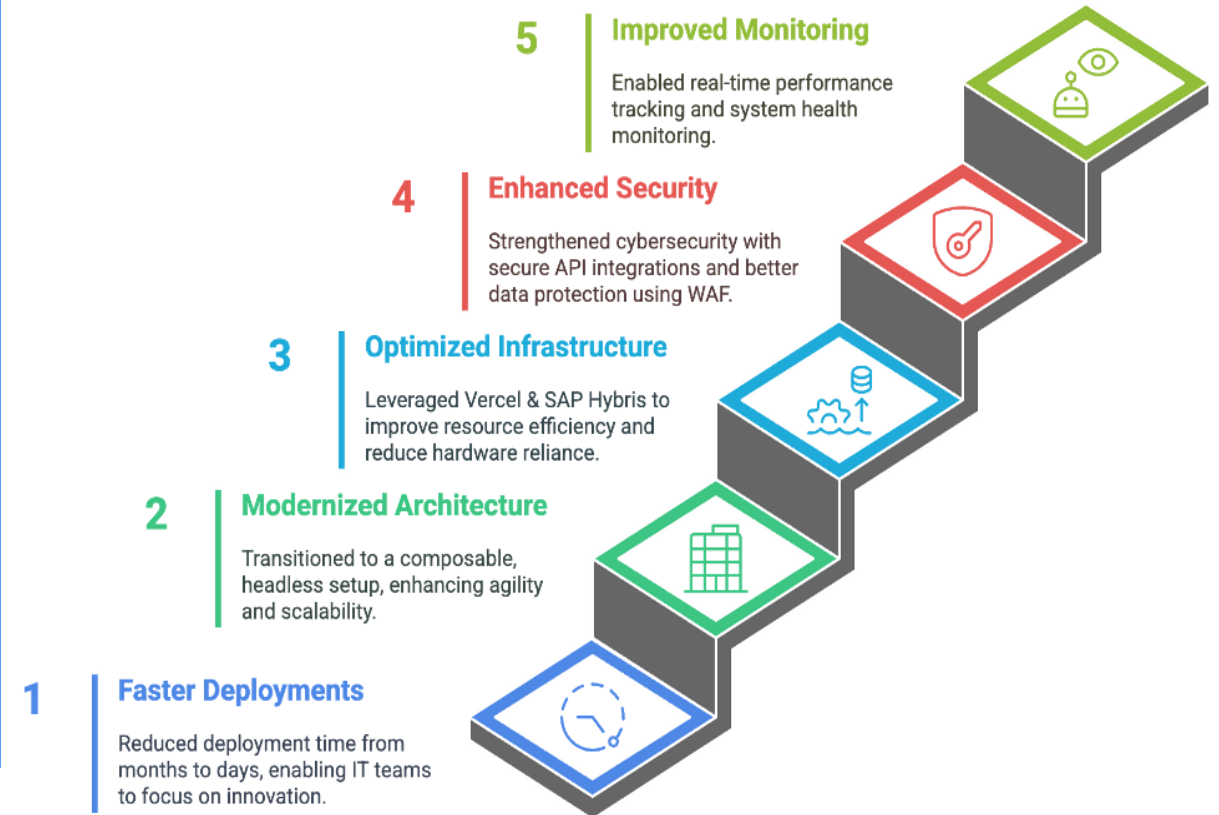 5
Improved Monitoring
Enabled real-time performance
tracking and system health
monitoring.
4
Enhanced Security
Strengthened cybersecurity with
secure API integrations and better
data protection using WAF.
3
Optimized Infrastructure
Leveraged Vercel & SAP Hybris to
improve resource efficiency and
reduce hardware reliance.
2
Modernized Architecture
Transitioned to a composable,
headless setup, enhancing agility
and scalability.
1
Faster Deployments
Reduced deployment time from
months to days, enabling IT teams
to focus on innovation.